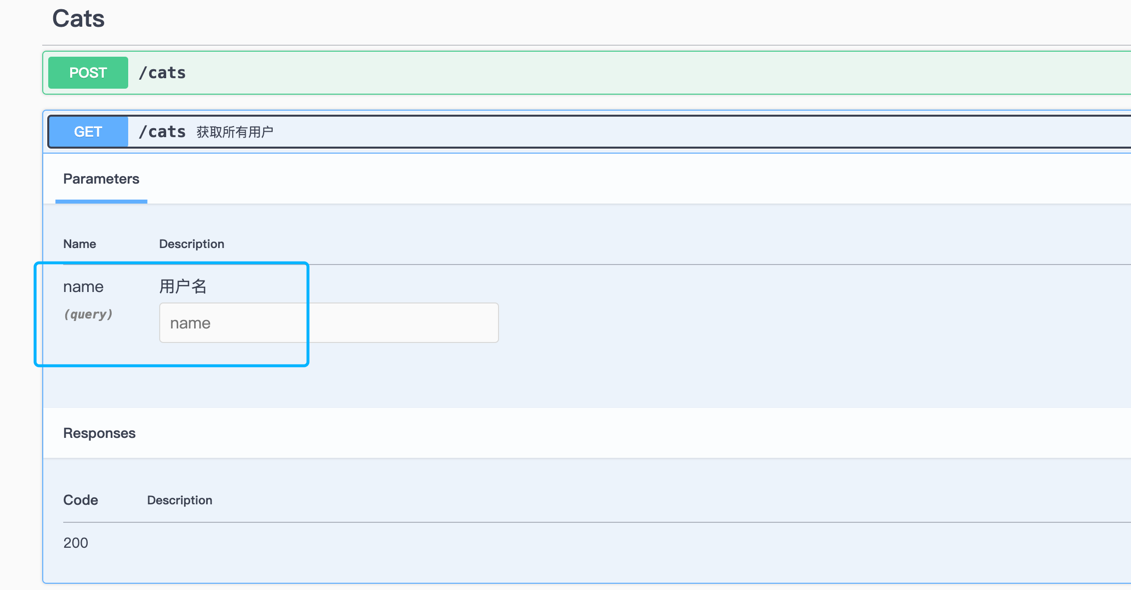 Cats
POST /cats
GET /cats 获取所有用户
Parameters
Name Description
name 用户名
(query) name
Responses
Code Description
200